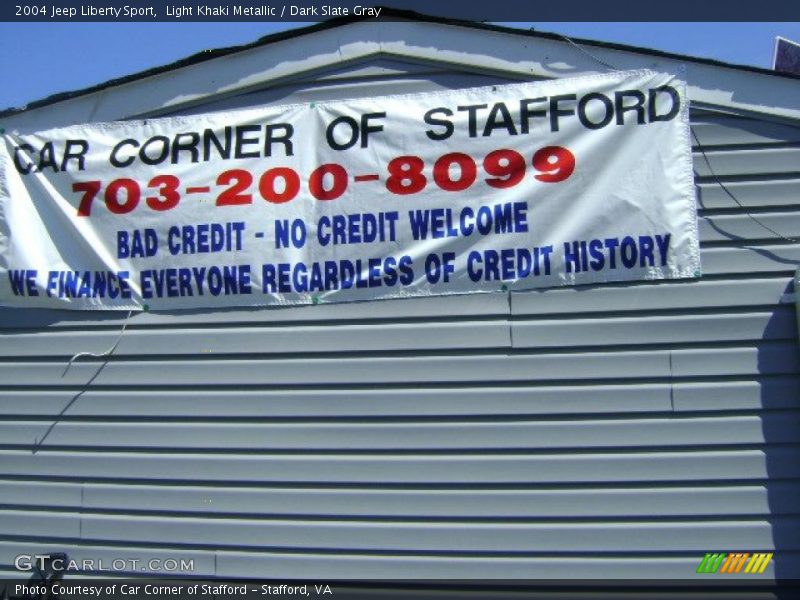 2004 Jeep Liberty Sport,  Light Khaki Metallic / Dark Slate Gray
CAR CORNER OF STAFFORD
703-200-8099
BAD CREDIT - NO CREDIT WELCOME
WE FINANCE EVERYONE REGARDLESS OF CREDIT HISTORY
GTCARLOT.COM
Photo Courtesy of Car Corner of Stafford – Stafford, VA